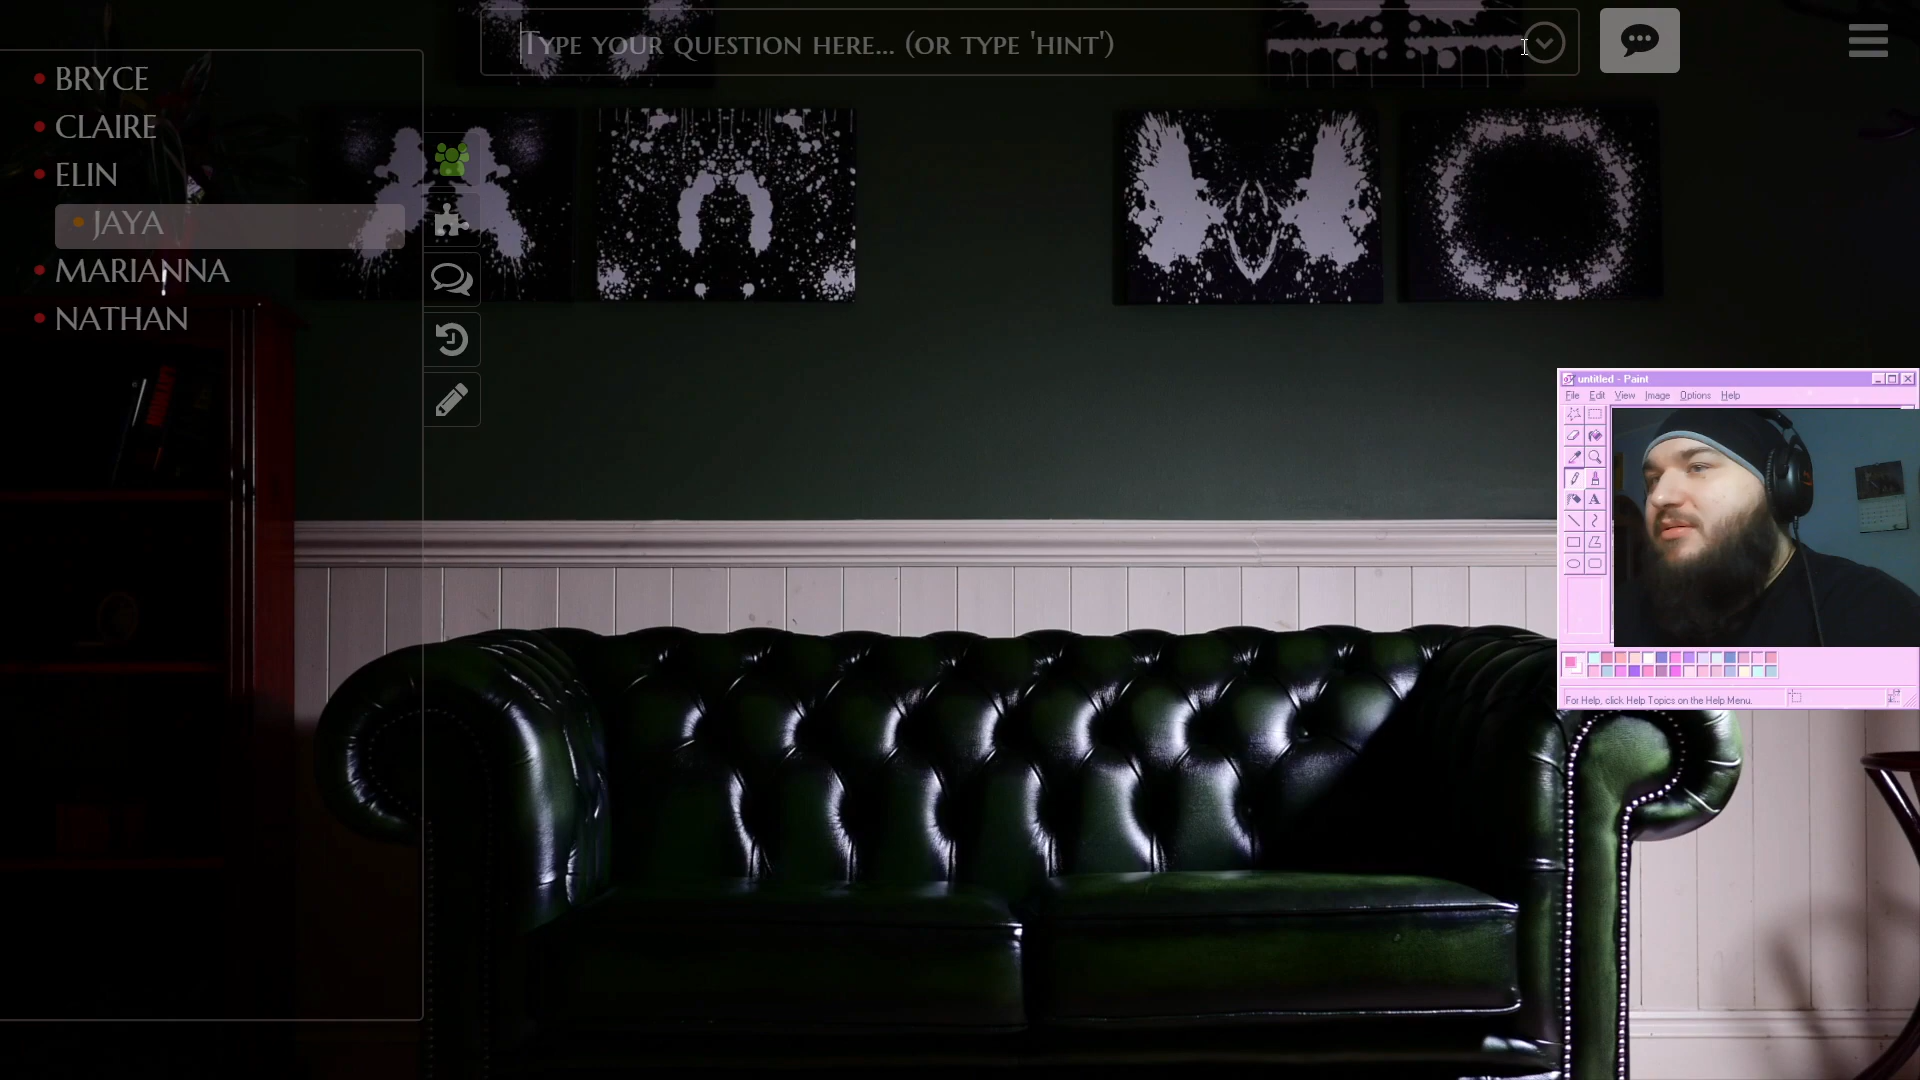 Type your question here... (or type 'hint')
BRYCE
CLAIRE
ELIN
JAYA
MARIANNA
NATHAN
untitled - Paint
File Edit View Image Options Help
A
For Help, click Help Topics on the Help Menu.